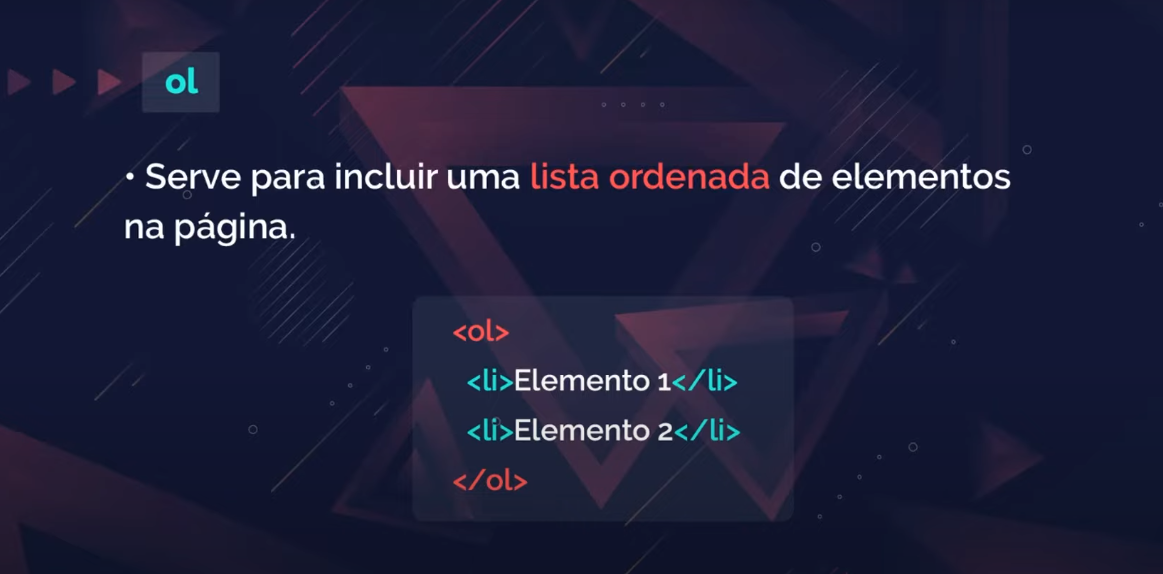 ol
• Serve para incluir uma lista ordenada de elementos
na página.
<ol>
<li>Elemento 1</li>
<li>Elemento 2</li>
</ol>